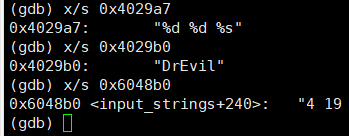 (gdb) x/s 0x4029a7
0x4029a7:       "%d %d %s"
(gdb) x/s 0x4029b0
0x4029b0:       "DrEvil"
(gdb) x/s 0x6048b0
0x6048b0 <input_strings+240>:   "4 19
(gdb)